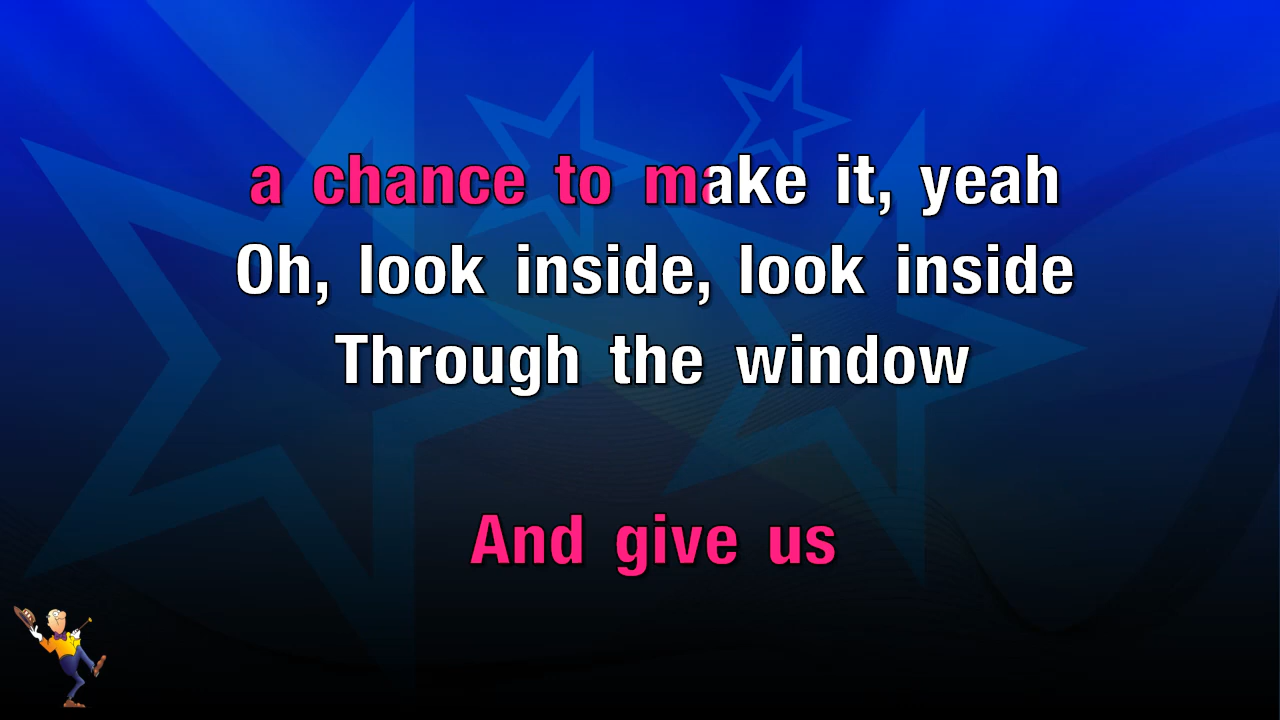 a chance to make it, yeah
Oh, look inside, look inside
Through the window
And give us